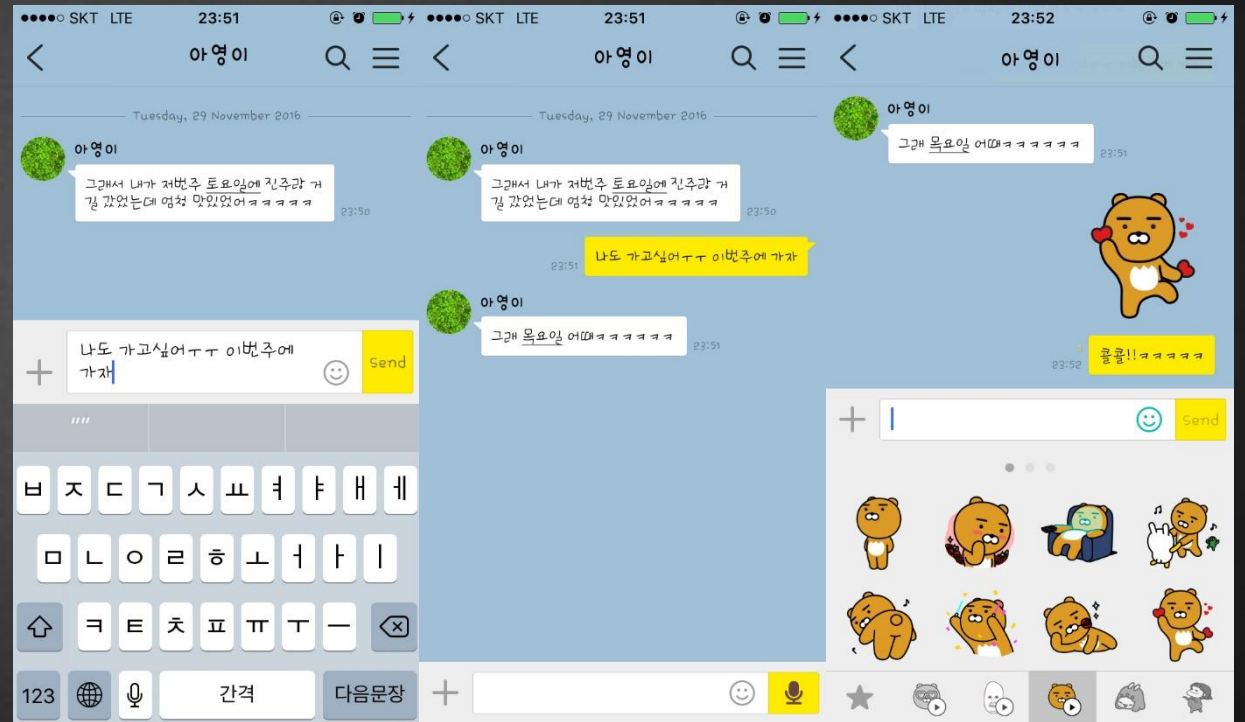 SKT LTE 23:51
아영이
Tuesday, 29 November 2016
아영이
그래서 내가 저번주 토요일에 진주랑 거
길 갔었는데 엄청 맛있었어ㅋㅋㅋㅋㅋ
23:50
나도 가고싶어ㅜㅜ 이번주에
가자
Send
""
ㅂ ㅈ ㄷ ㄱ ㅅ ㅛ ㅕ ㅑ ㅐ ㅔ
ㅁ ㄴ ㅇ ㄹ ㅎ ㅗ ㅓ ㅏ ㅣ
ㅋ ㅌ ㅊ ㅍ ㅠ ㅜ ㅡ
123 간격 다음문장
SKT LTE 23:51
아영이
Tuesday, 29 November 2016
아영이
그래서 내가 저번주 토요일에 진주랑 거
길 갔었는데 엄청 맛있었어ㅋㅋㅋㅋㅋ
23:50
나도 가고싶어ㅜㅜ 이번주에 가자
23:51
아영이
그래 목요일 어때ㅋㅋㅋㅋㅋㅋ
23:51
SKT LTE 23:52
아영이
아영이
그래 목요일 어때ㅋㅋㅋㅋㅋㅋ
23:51
콜콜!!ㅋㅋㅋㅋㅋ
23:52
Send